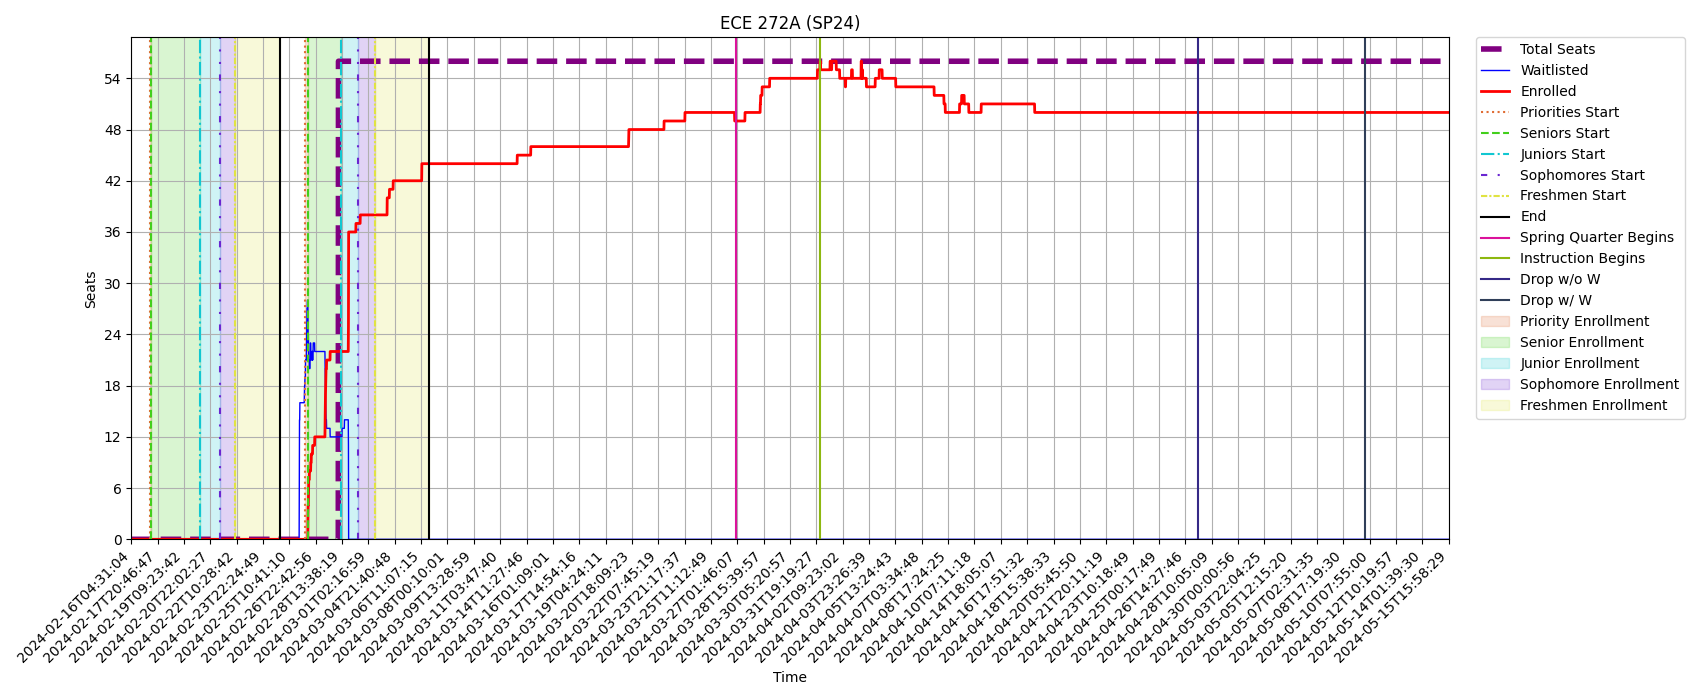 ECE 272A (SP24)
Seats
54
48
42
36
30
24
18
12
6
0
2024-02-16T04:31:04
2024-02-17T20:46:47
2024-02-19T09:23:42
2024-02-20T22:02:27
2024-02-22T10:28:42
2024-02-23T22:24:49
2024-02-25T10:41:10
2024-02-26T22:42:56
2024-02-28T13:38:19
2024-03-01T02:16:59
2024-03-04T21:40:48
2024-03-06T11:07:15
2024-03-08T00:10:01
2024-03-09T13:28:59
2024-03-11T03:47:40
2024-03-14T11:27:46
2024-03-16T01:09:01
2024-03-17T14:54:16
2024-03-19T04:24:11
2024-03-20T18:09:23
2024-03-22T07:45:19
2024-03-23T21:17:37
2024-03-25T11:12:49
2024-03-27T01:46:07
2024-03-28T15:39:57
2024-03-30T05:20:57
2024-03-31T19:19:27
2024-04-02T09:23:02
2024-04-03T23:26:39
2024-04-05T13:24:43
2024-04-07T03:34:48
2024-04-08T17:24:25
2024-04-10T07:11:18
2024-04-14T18:05:07
2024-04-16T17:51:32
2024-04-18T15:38:33
2024-04-20T05:45:50
2024-04-21T20:11:19
2024-04-23T10:18:49
2024-04-25T00:17:49
2024-04-26T14:27:46
2024-04-28T10:05:09
2024-04-30T00:00:56
2024-05-03T22:04:25
2024-05-05T12:15:20
2024-05-07T02:31:35
2024-05-08T17:19:30
2024-05-10T07:55:00
2024-05-12T10:19:57
2024-05-14T01:39:30
2024-05-15T15:58:29
Time
Total Seats
Waitlisted
Enrolled
Priorities Start
Seniors Start
Juniors Start
Sophomores Start
Freshmen Start
End
Spring Quarter Begins
Instruction Begins
Drop w/o W
Drop w/ W
Priority Enrollment
Senior Enrollment
Junior Enrollment
Sophomore Enrollment
Freshmen Enrollment